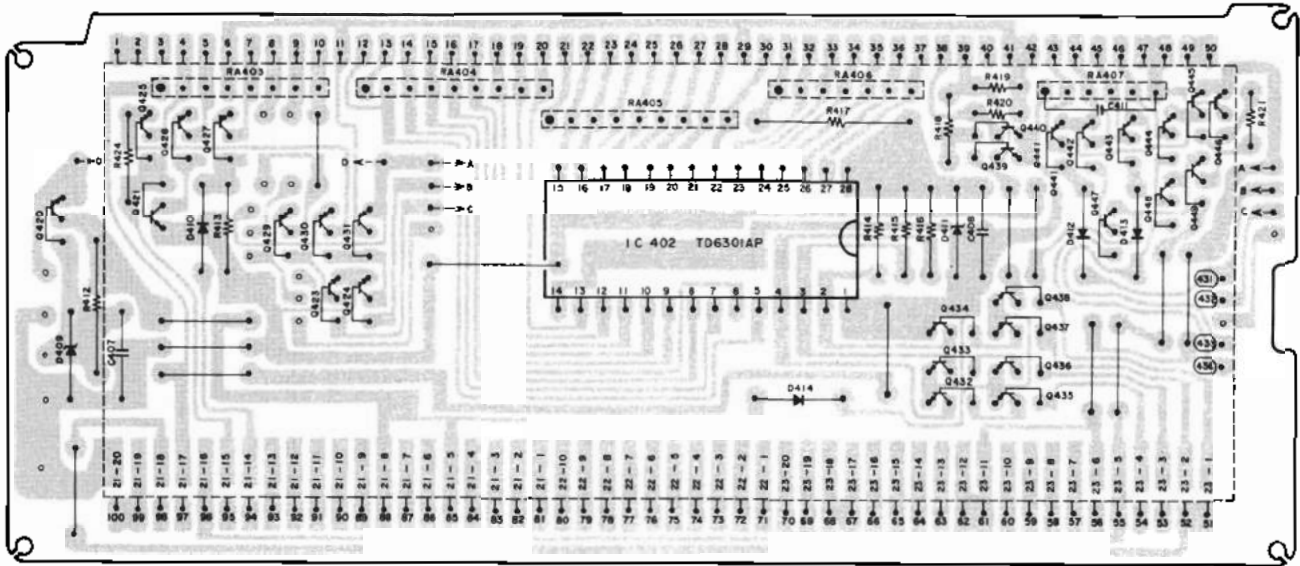 1 2 3 4 5 6 7 8 9 10 11 12 13 14 15 16 17 18 19 20 21 22 23 24 25 26 27 28 29 30 31 32 33 34 35 36 37 38 39 40 41 42 43 44 45 46 47 48 49 50
RA403 RA404 RA405 RA406 RA407
R419
R420
R417
R418
C411
R421
Q425 Q426 Q427
R424
Q440
Q439
Q441 Q441 Q442 Q443 Q444 Q445 Q446
D D A A
B B
C C
15 16 17 18 19 20 21 22 23 24 25 26 27 28
IC 402 TD6301AP
14 13 12 11 10 9 8 7 6 5 4 3 2 1
Q420 Q421 D410 R413 Q429 Q430 Q431
R414 R415 R416 D411 C408 D412 Q447 D413 Q448 Q449
R412 Q423 Q424
D409 C407
Q434 Q438
Q437
Q433 Q436
Q432 Q435
D414
431
43
43
436
21-20 21-19 21-18 21-17 21-16 21-15 21-14 21-13 21-12 21-11 21-10 21-9 21-8 21-7 21-6 21-5 21-4 21-3 21-2 21-1 22-10 22-9 22-8 22-7 22-6 22-5 22-4 22-3 22-2 22-1 23-20 23-19 23-18 23-17 23-16 23-15 23-14 23-13 23-12 23-11 23-10 23-9 23-8 23-7 23-6 23-5 23-4 23-3 23-2 23-1
100 99 98 97 96 95 94 93 92 91 90 89 88 87 86 85 84 83 82 81 80 79 78 77 76 75 74 73 72 71 70 69 68 67 66 65 64 63 62 61 60 59 58 57 56 55 54 53 52 51